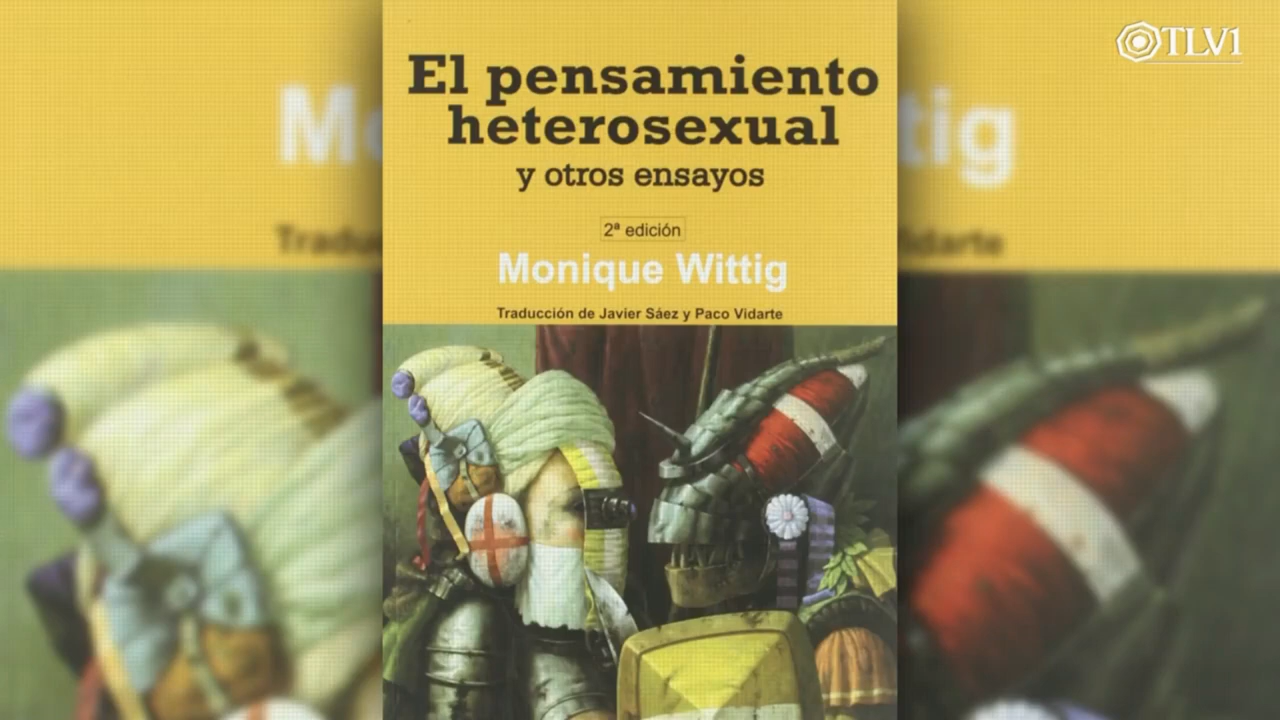 TLV1
El pensamiento
heterosexual
y otros ensayos
2ª edición
Monique Wittig
Traducción de Javier Sáez y Paco Vidarte